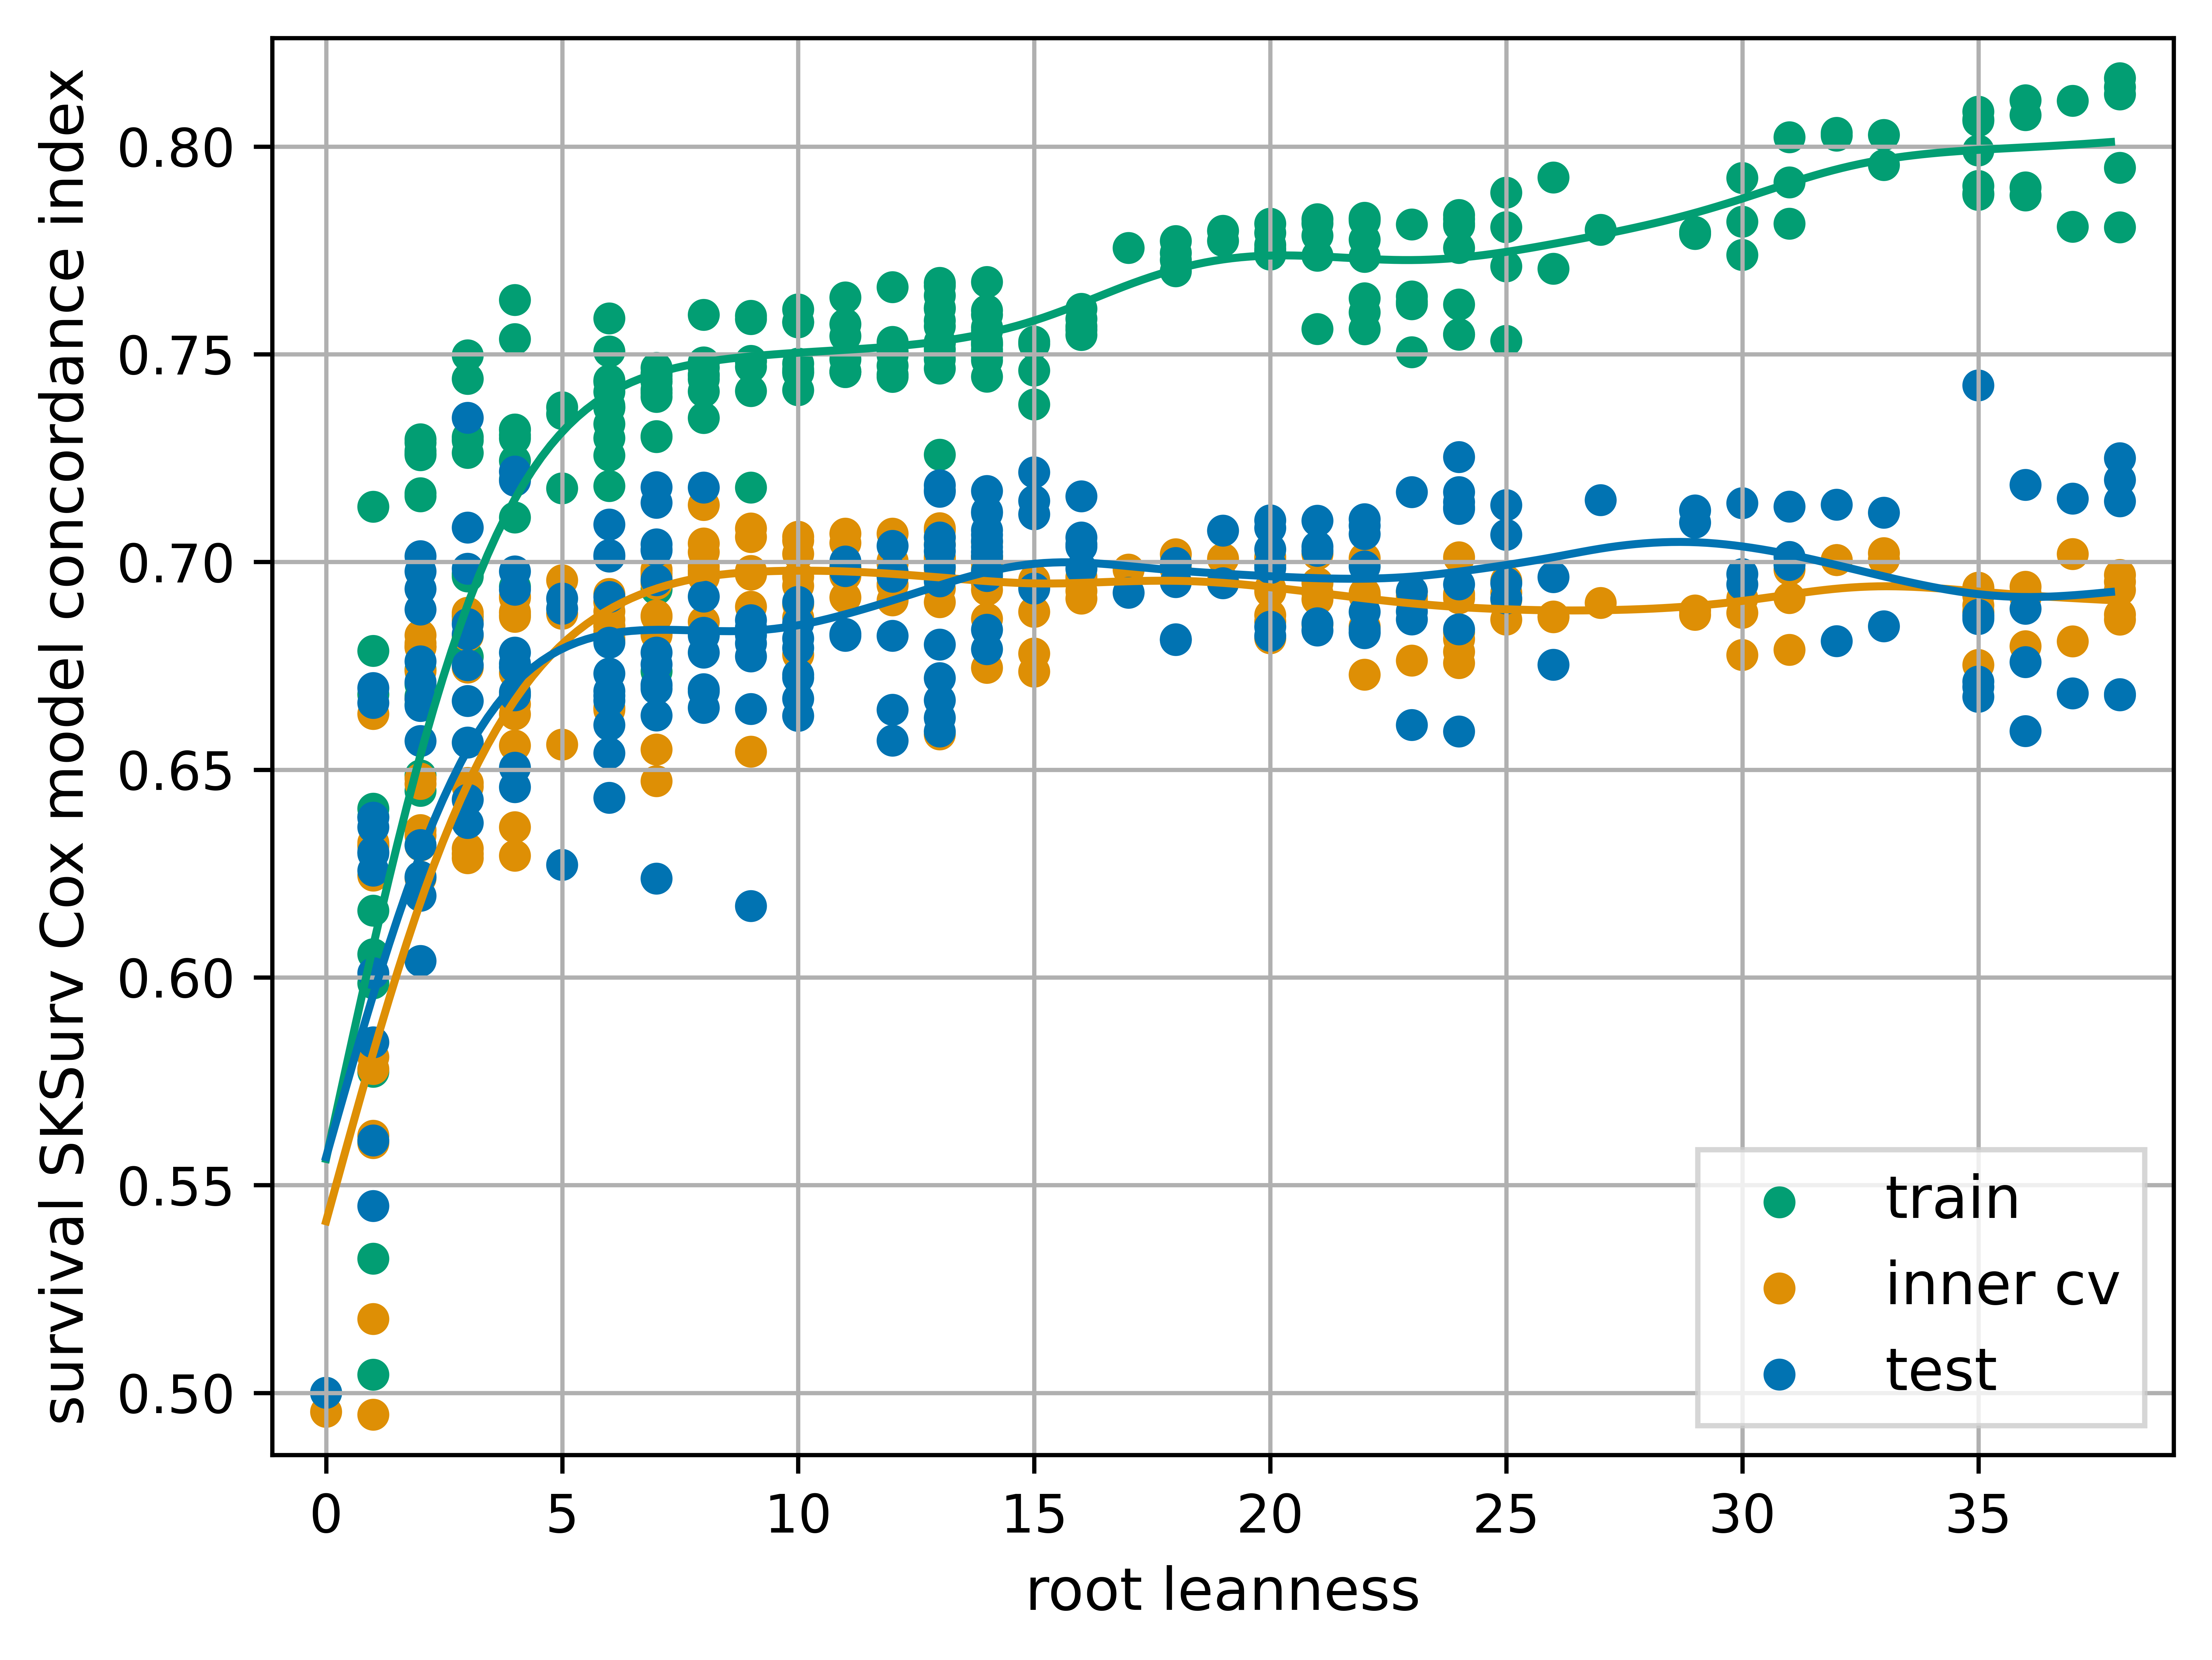 survival SKSurv Cox model concordance index
0.80
0.75
0.70
0.65
0.60
0.55
0.50
0 5 10 15 20 25 30 35
root leanness
train
inner cv
test